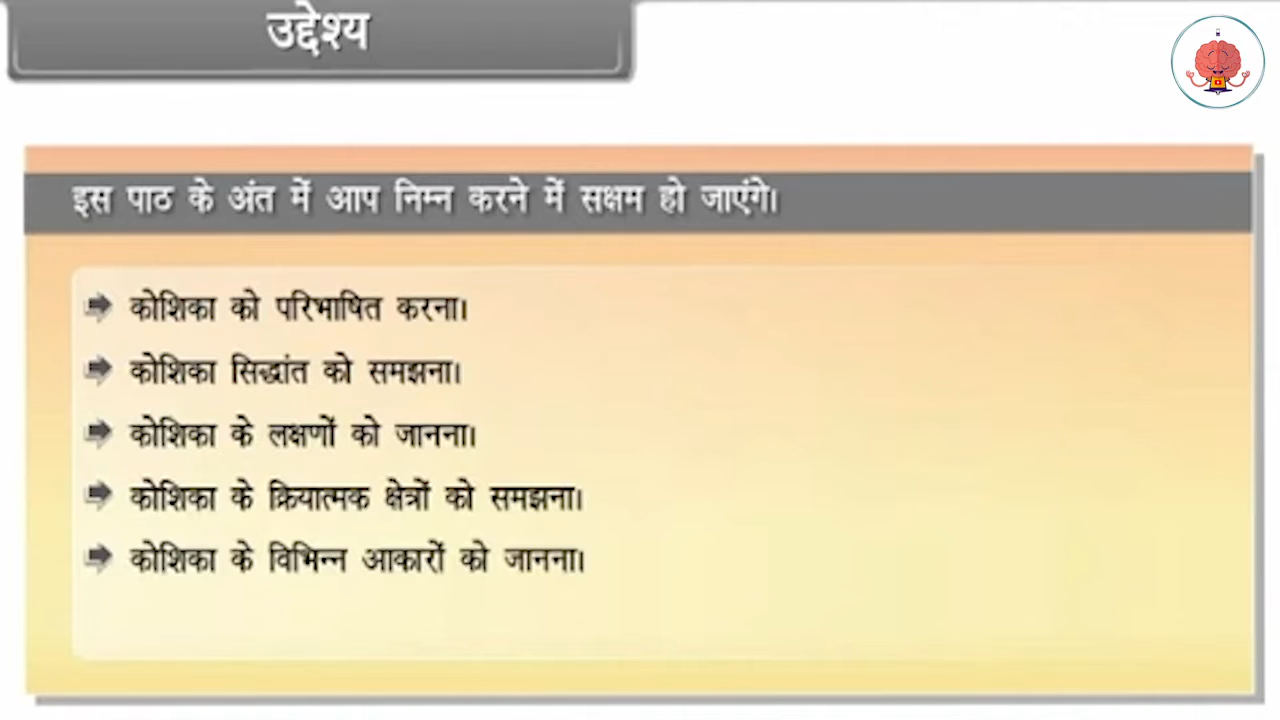 उद्देश्य
इस पाठ के अंत में आप निम्न करने में सक्षम हो जाएंगे।
कोशिका को परिभाषित करना।
कोशिका सिद्धांत को समझना।
कोशिका के लक्षणों को जानना।
कोशिका के क्रियात्मक क्षेत्रों को समझना।
कोशिका के विभिन्न आकारों को जानना।